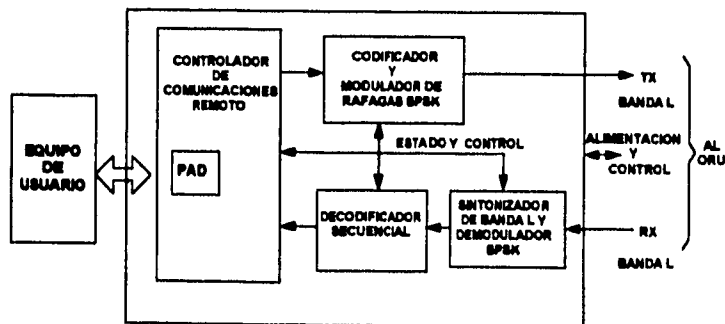 EQUIPO
DE
USUARIO
CONTROLADOR
DE
COMUNICACIONES
REMOTO
PAD
CODIFICADOR
Y
MODULADOR DE
RAFAGAS BPSK
ESTADO Y CONTROL
DECODIFICADOR
SECUENCIAL
SINTONIZADOR
DE BANDA L Y
DEMODULADOR
BPSK
TX
BANDA L
ALIMENTACION
Y
CONTROL
RX
BANDA L
AL
ORU